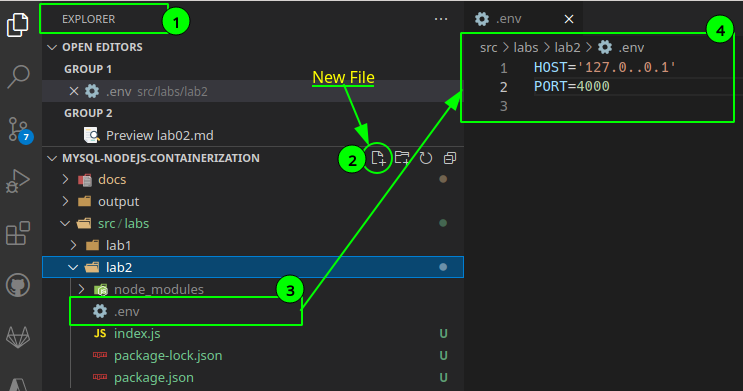 EXPLORER
1
OPEN EDITORS
GROUP 1
.env src/labs/lab2
GROUP 2
Preview lab02.md
New File
MYSQL-NODEJS-CONTAINERIZATION
2
docs
output
src/labs
lab1
lab2
node_modules
3
.env
JS index.js U
npm package-lock.json U
npm package.json U
7
.env
4
src > labs > lab2 > .env
1 HOST='127.0..0.1'
2 PORT=4000
3